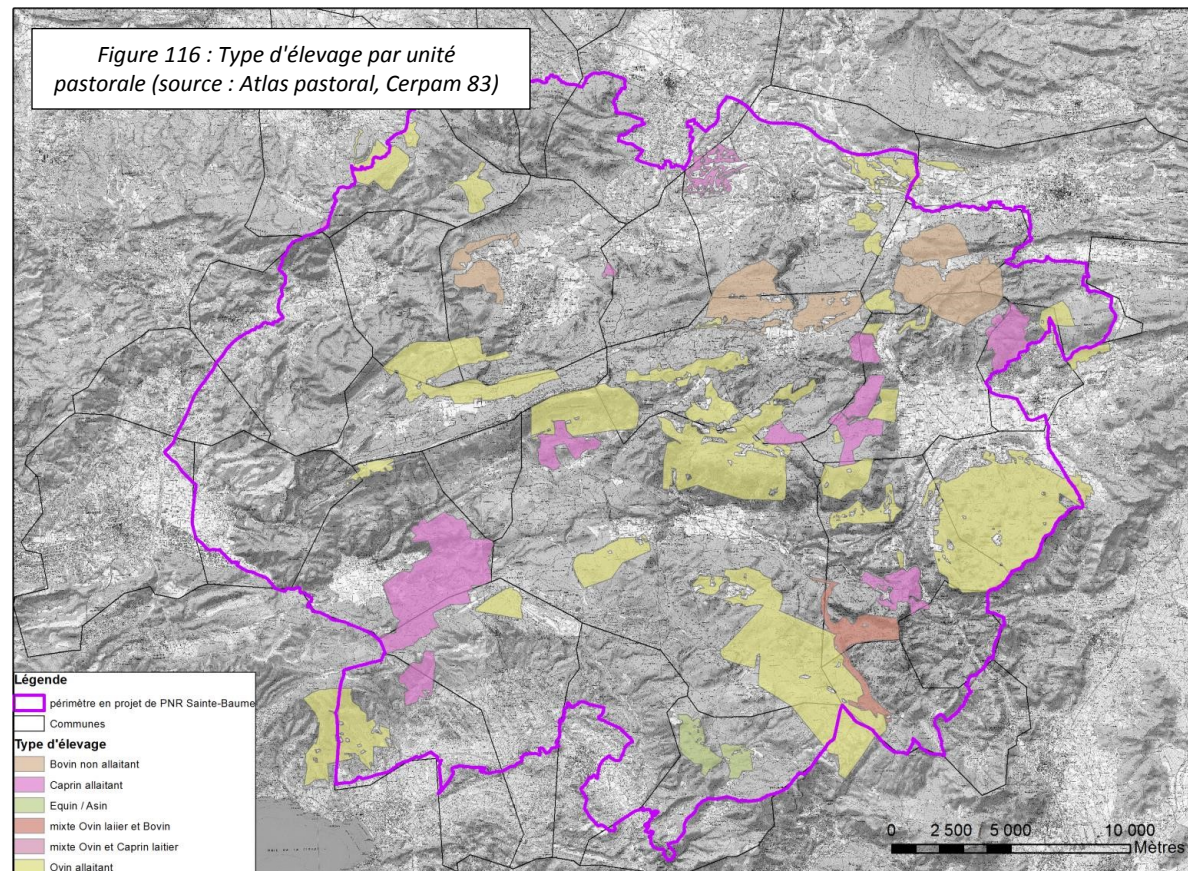 Figure 116 : Type d'élevage par unité
pastorale (source : Atlas pastoral, Cerpam 83)
Légende
périmètre en projet de PNR Sainte-Baume
Communes
Type d'élevage
Bovin non allaitant
Caprin allaitant
Equin / Asin
mixte Ovin laiier et Bovin
mixte Ovin et Caprin laitier
Ovin allaitant
0 2 500 5 000 10 000
Mètres